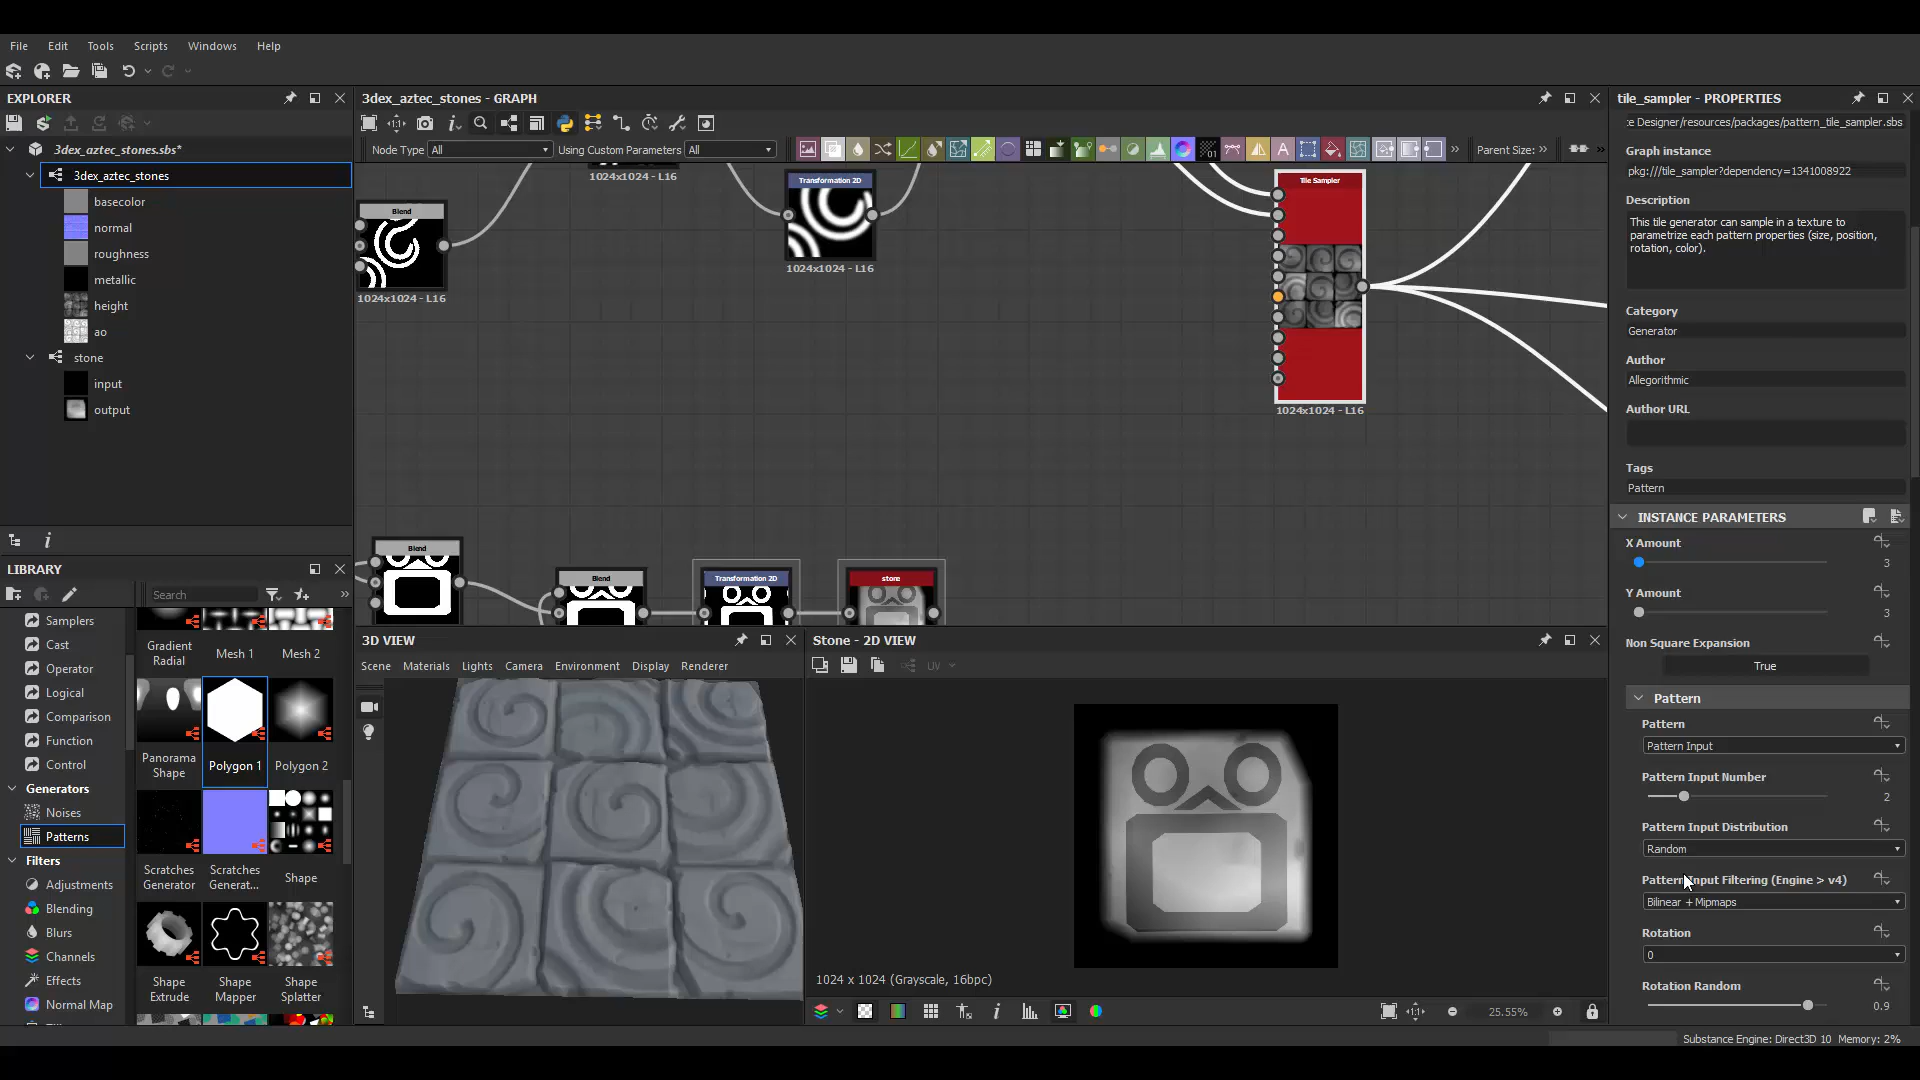 File Edit Tools Scripts Windows Help
EXPLORER
3dex_aztec_stones.sbs*
3dex_aztec_stones
basecolor
normal
roughness
metallic
height
ao
stone
input
output
LIBRARY
Search
Samplers
Cast
Operator
Logical
Comparison
Function
Control
Generators
Noises
Patterns
Filters
Adjustments
Blending
Blurs
Channels
Effects
Normal Map
Gradient Radial
Mesh 1
Mesh 2
Panorama Shape
Polygon 1
Polygon 2
Scratches Generator
Scratches Generat...
Shape
Shape Extrude
Shape Mapper
Shape Splatter
3dex_aztec_stones - GRAPH
Node Type All Using Custom Parameters All Parent Size:
1024x1024 - L16
Blend
1024x1024 - L16
Transformation 2D
1024x1024 - L16
Tile Sampler
1024x1024 - L16
Blend
Blend
Transformation 2D
store
3D VIEW
Scene Materials Lights Camera Environment Display Renderer
Stone - 2D VIEW
UV
1024 x 1024 (Grayscale, 16bpc)
25.55%
tile_sampler - PROPERTIES
e Designer/resources/packages/pattern_tile_sampler.sbs
Graph instance
pkg:///tile_sampler?dependency=1341008922
Description
This tile generator can sample in a texture to
parametrize each pattern properties (size, position,
rotation, color).
Category
Generator
Author
Allegorithmic
Author URL
Tags
Pattern
INSTANCE PARAMETERS
X Amount
3
Y Amount
3
Non Square Expansion
True
Pattern
Pattern
Pattern Input
Pattern Input Number
2
Pattern Input Distribution
Random
Pattern Input Filtering (Engine > v4)
Bilinear + Mipmaps
Rotation
0
Rotation Random
0.9
Substance Engine: Direct3D 10 Memory: 2%